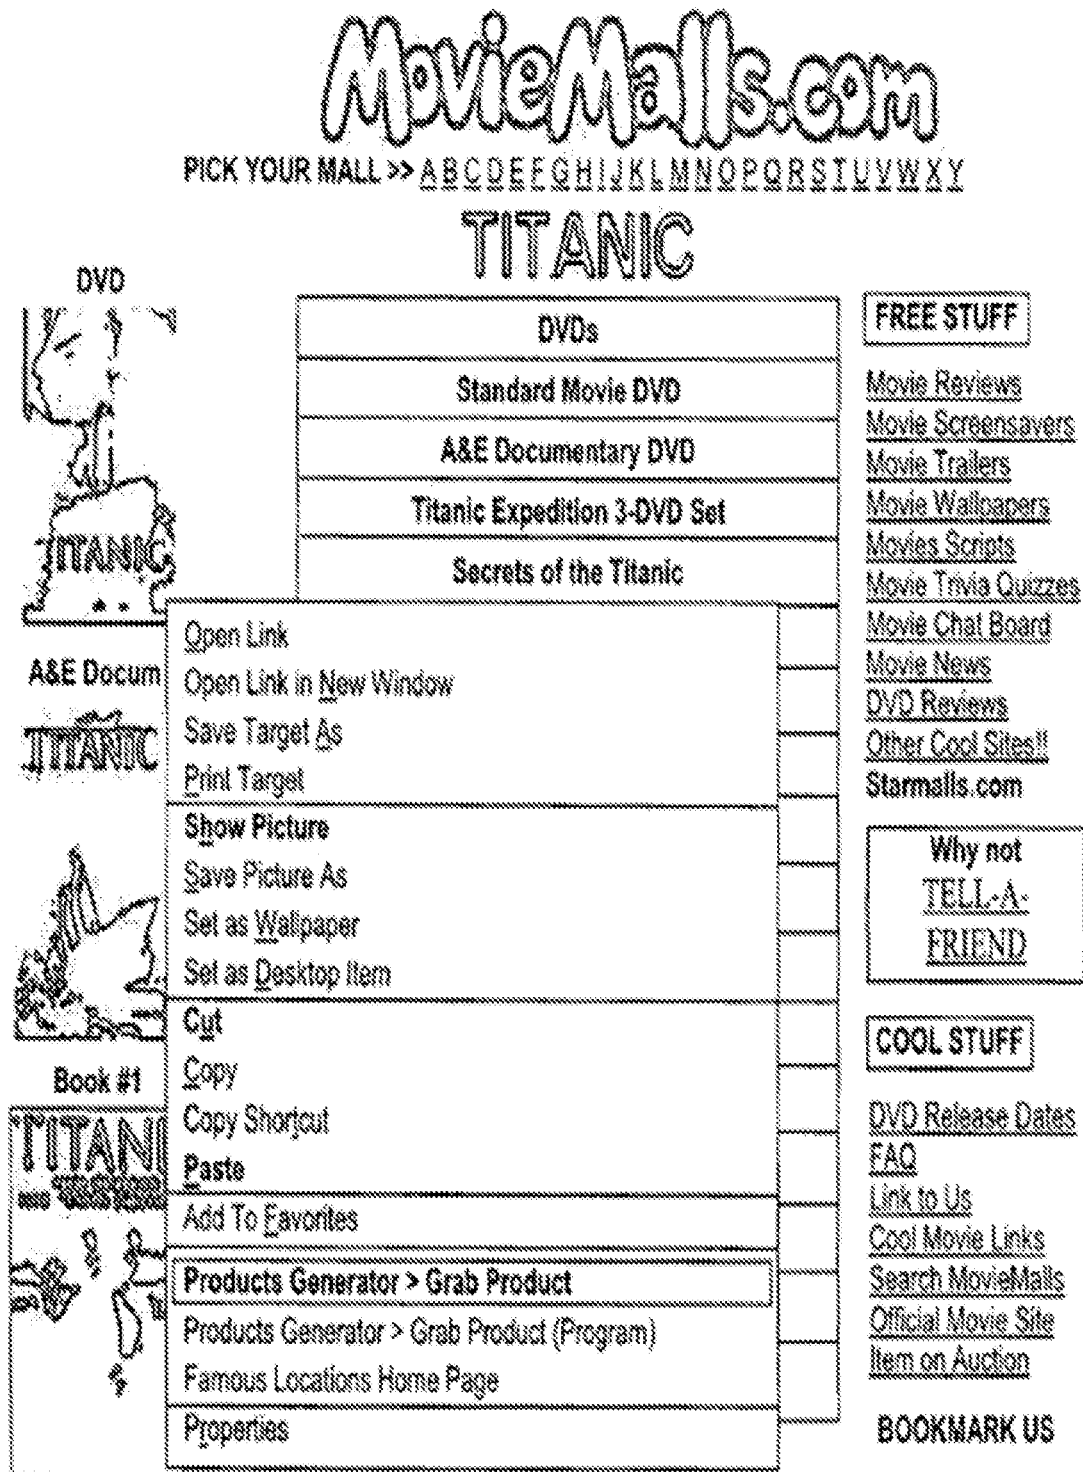 MovieMalls.com
PICK YOUR MALL >> A B C D E F G H I J K L M N O P Q R S T U V W X Y
TITANIC
DVD
TITANIC
A&E Docum
TITANIC
Book #1
TITANI
DVDs
Standard Movie DVD
A&E Documentary DVD
Titanic Expedition 3-DVD Set
Secrets of the Titanic
Open Link
Open Link in New Window
Save Target As
Print Target
Show Picture
Save Picture As
Set as Wallpaper
Set as Desktop Item
Cut
Copy
Copy Shortcut
Paste
Add To Favorites
Products Generator > Grab Product
Products Generator > Grab Product (Program)
Famous Locations Home Page
Properties
FREE STUFF
Movie Reviews
Movie Screensavers
Movie Trailers
Movie Wallpapers
Movies Scripts
Movie Trivia Quizzes
Movie Chat Board
Movie News
DVD Reviews
Other Cool Sites!!
Starmalls.com
Why not
TELL-A-
FRIEND
COOL STUFF
DVD Release Dates
FAQ
Link to Us
Cool Movie Links
Search MovieMalls
Official Movie Site
Item on Auction
BOOKMARK US